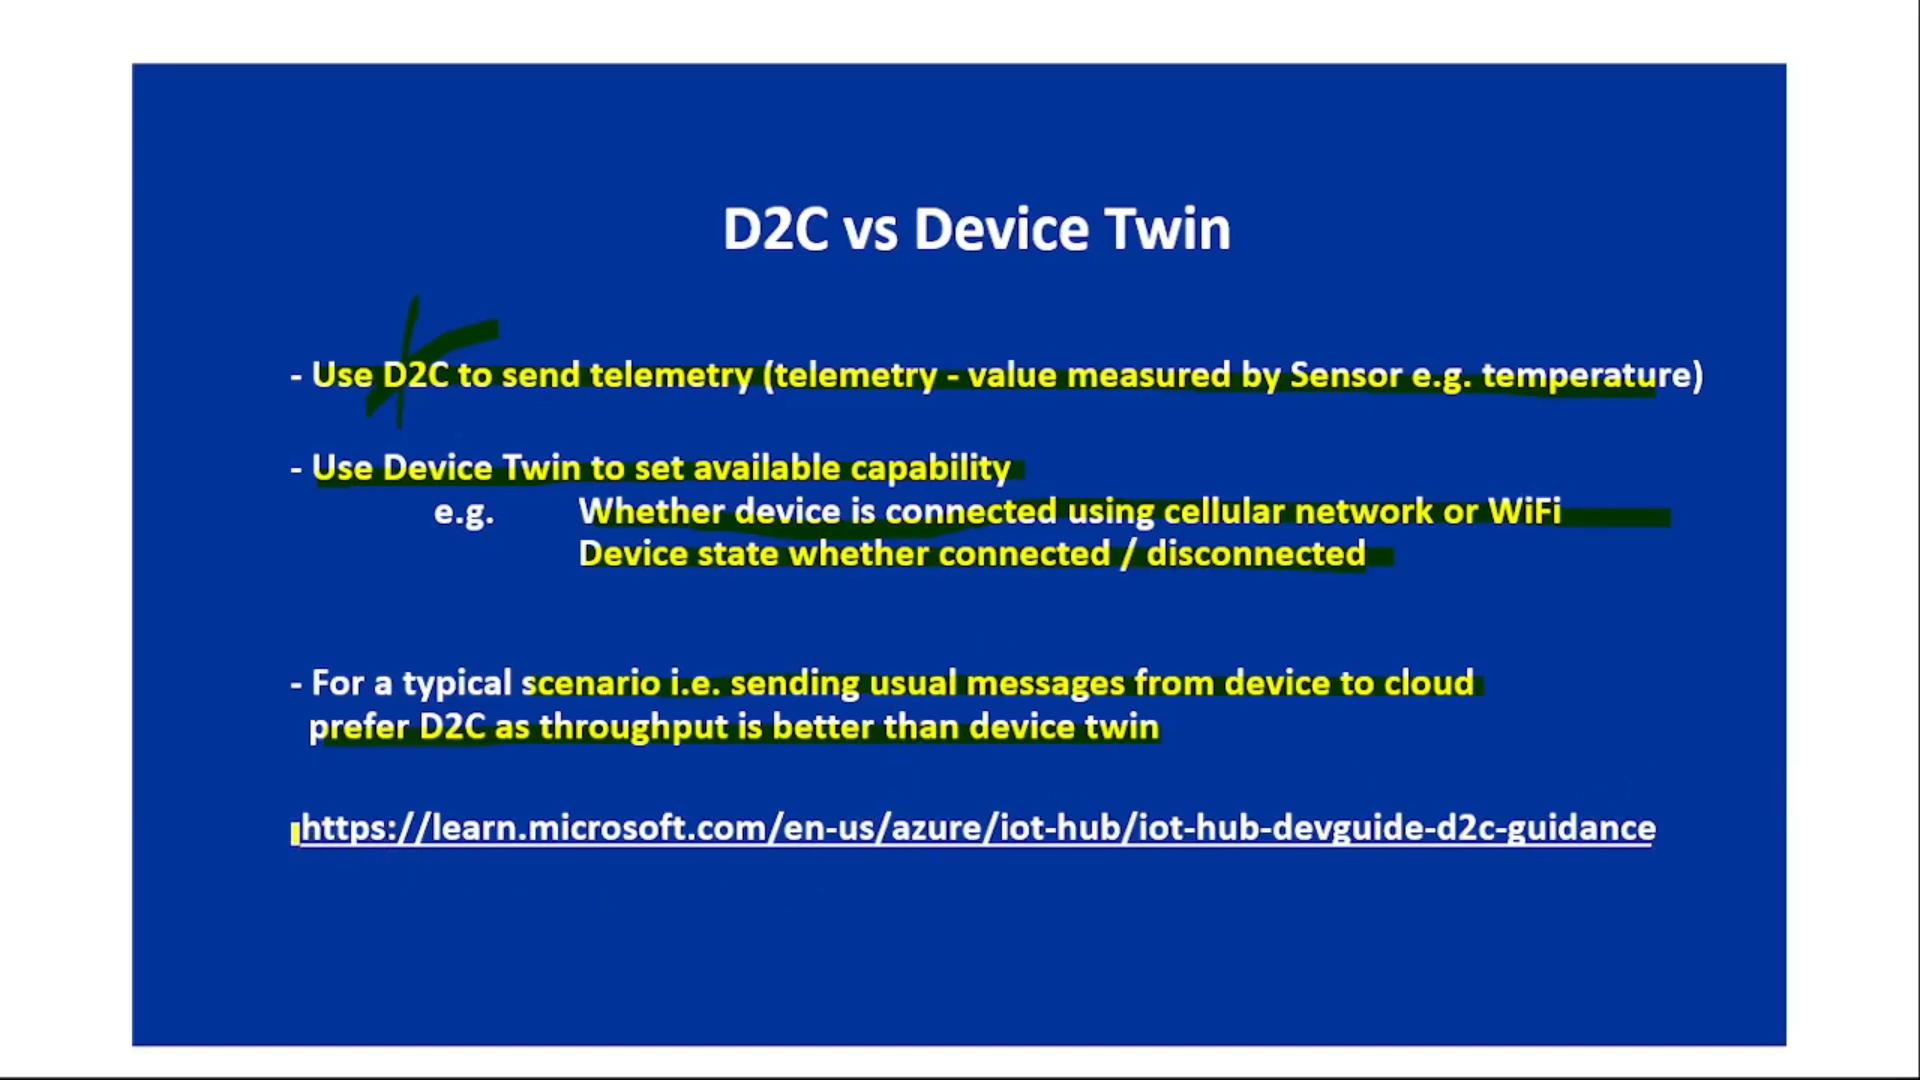 D2C vs Device Twin
- Use D2C to send telemetry (telemetry - value measured by Sensor e.g. temperature)
- Use Device Twin to set available capability
e.g. Whether device is connected using cellular network or WiFi
Device state whether connected / disconnected
- For a typical scenario i.e. sending usual messages from device to cloud
prefer D2C as throughput is better than device twin
https://learn.microsoft.com/en-us/azure/iot-hub/iot-hub-devguide-d2c-guidance